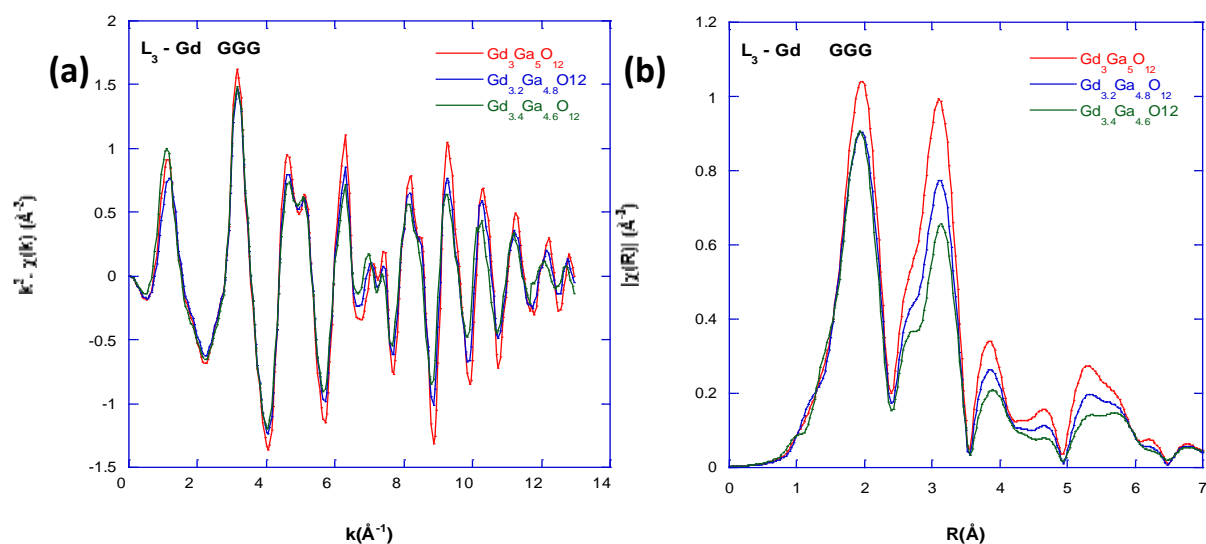 (a)
L3 - Gd GGG
Gd3Ga5O12
Gd3.2Ga4.8O12
Gd3.4Ga4.6O12
k2. χ(k) (Å-2)
2
1.5
1
0.5
0
-0.5
-1
-1.5
0 2 4 6 8 10 12 14
k(Å-1)
(b)
L3 - Gd GGG
Gd3Ga5O12
Gd3.2Ga4.8O12
Gd3.4Ga4.6O12
|χ(R)| (Å-3)
1.2
1
0.8
0.6
0.4
0.2
0
0 1 2 3 4 5 6 7
R(Å)